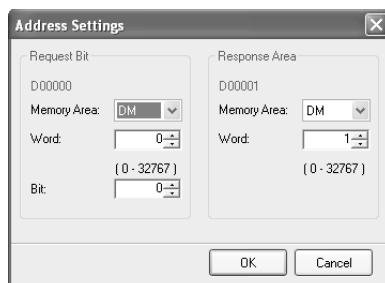 Address Settings
Request Bit
D00000
Memory Area: DM
Word: 0
( 0 - 32767 )
Bit: 0
Response Area
D00001
Memory Area: DM
Word: 1
( 0 - 32767 )
OK
Cancel